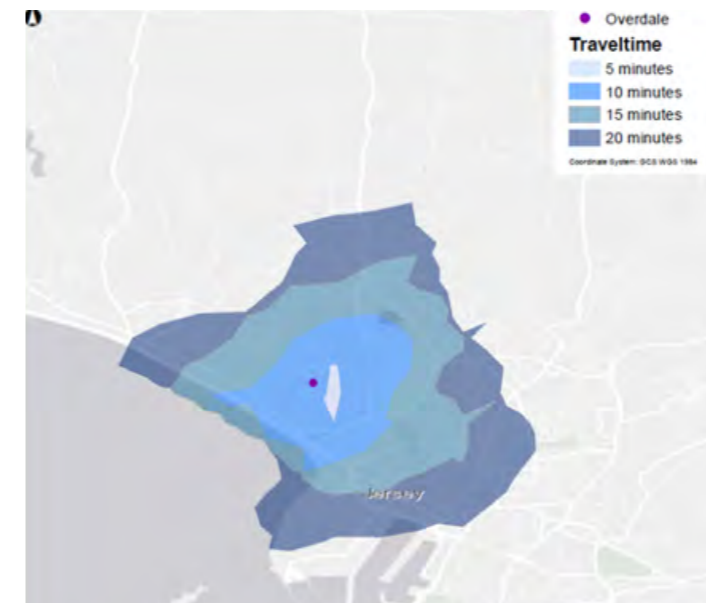 Overdale
Traveltime
5 minutes
10 minutes
15 minutes
20 minutes
Coordinate System: GCS WGS 1984
Jersey